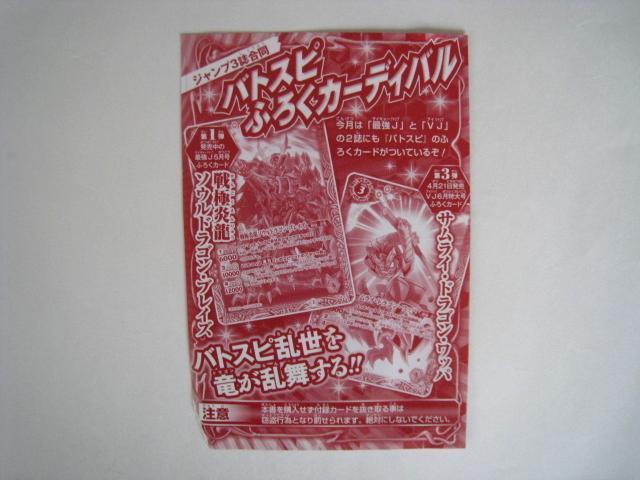 ジャンプ3誌合同
バトスピ
ふろくカーディバル
今月は「最強J」と「VJ」
の2誌にも『バトスピ』のふ
ろくカードがついているぞ!
第1弾
発売中の
最強J5月号
ふろくカード
戦極炎龍
ソウルドラゴン・ブレイズ
6000
10000
12000
第3弾
4月21日発売
VJ6月特大号
ふろくカード
3
サムライ・ドラゴン・ワッパ
バトスピ乱世を
竜が乱舞する!!
注意
本書を購入せず付録カードを抜き取る事は
窃盗行為となり罰せられます。絶対にしないでください。